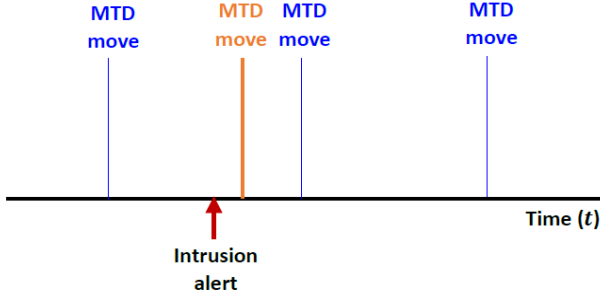 MTD MTD MTD MTD
move move move move
Time (t)
Intrusion
alert